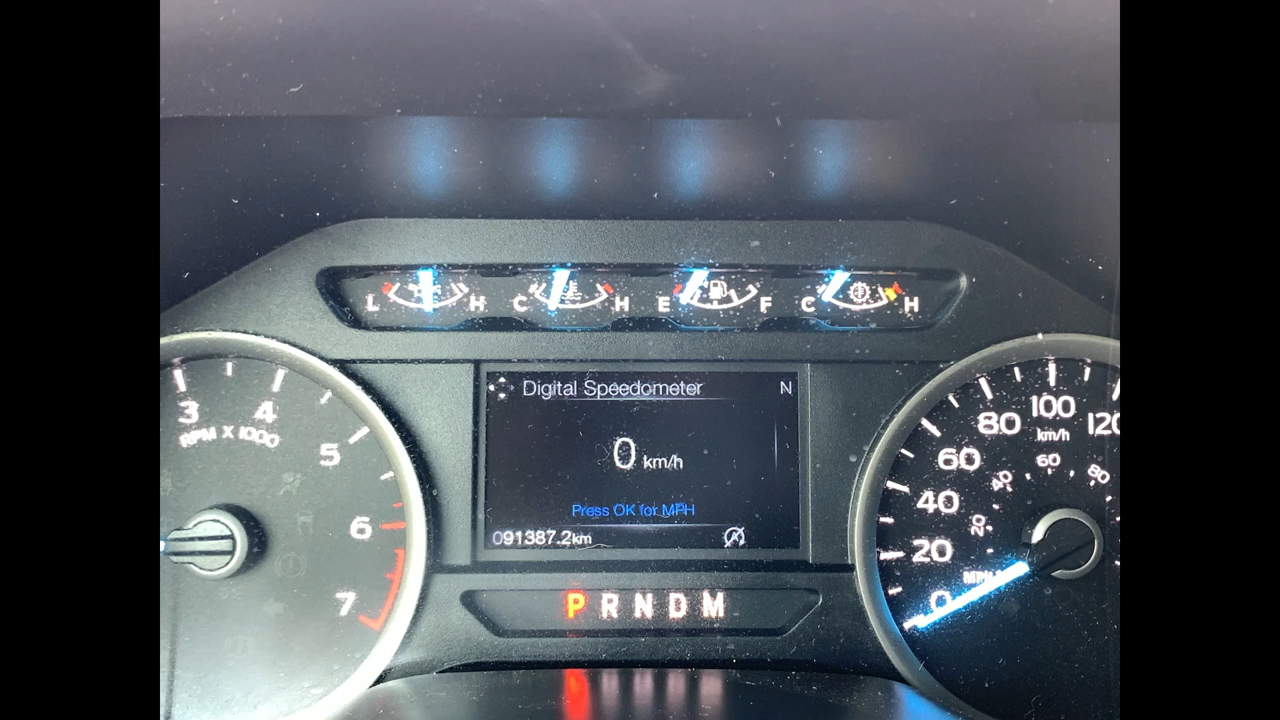 L H C H E F C H
3 4
RPM X 1000
5
6
7
Digital Speedometer N
0 km/h
Press OK for MPH
091387.2km
P R N D M
0 20 40 60 80 100 120
km/h
20 40 60 80
MPH